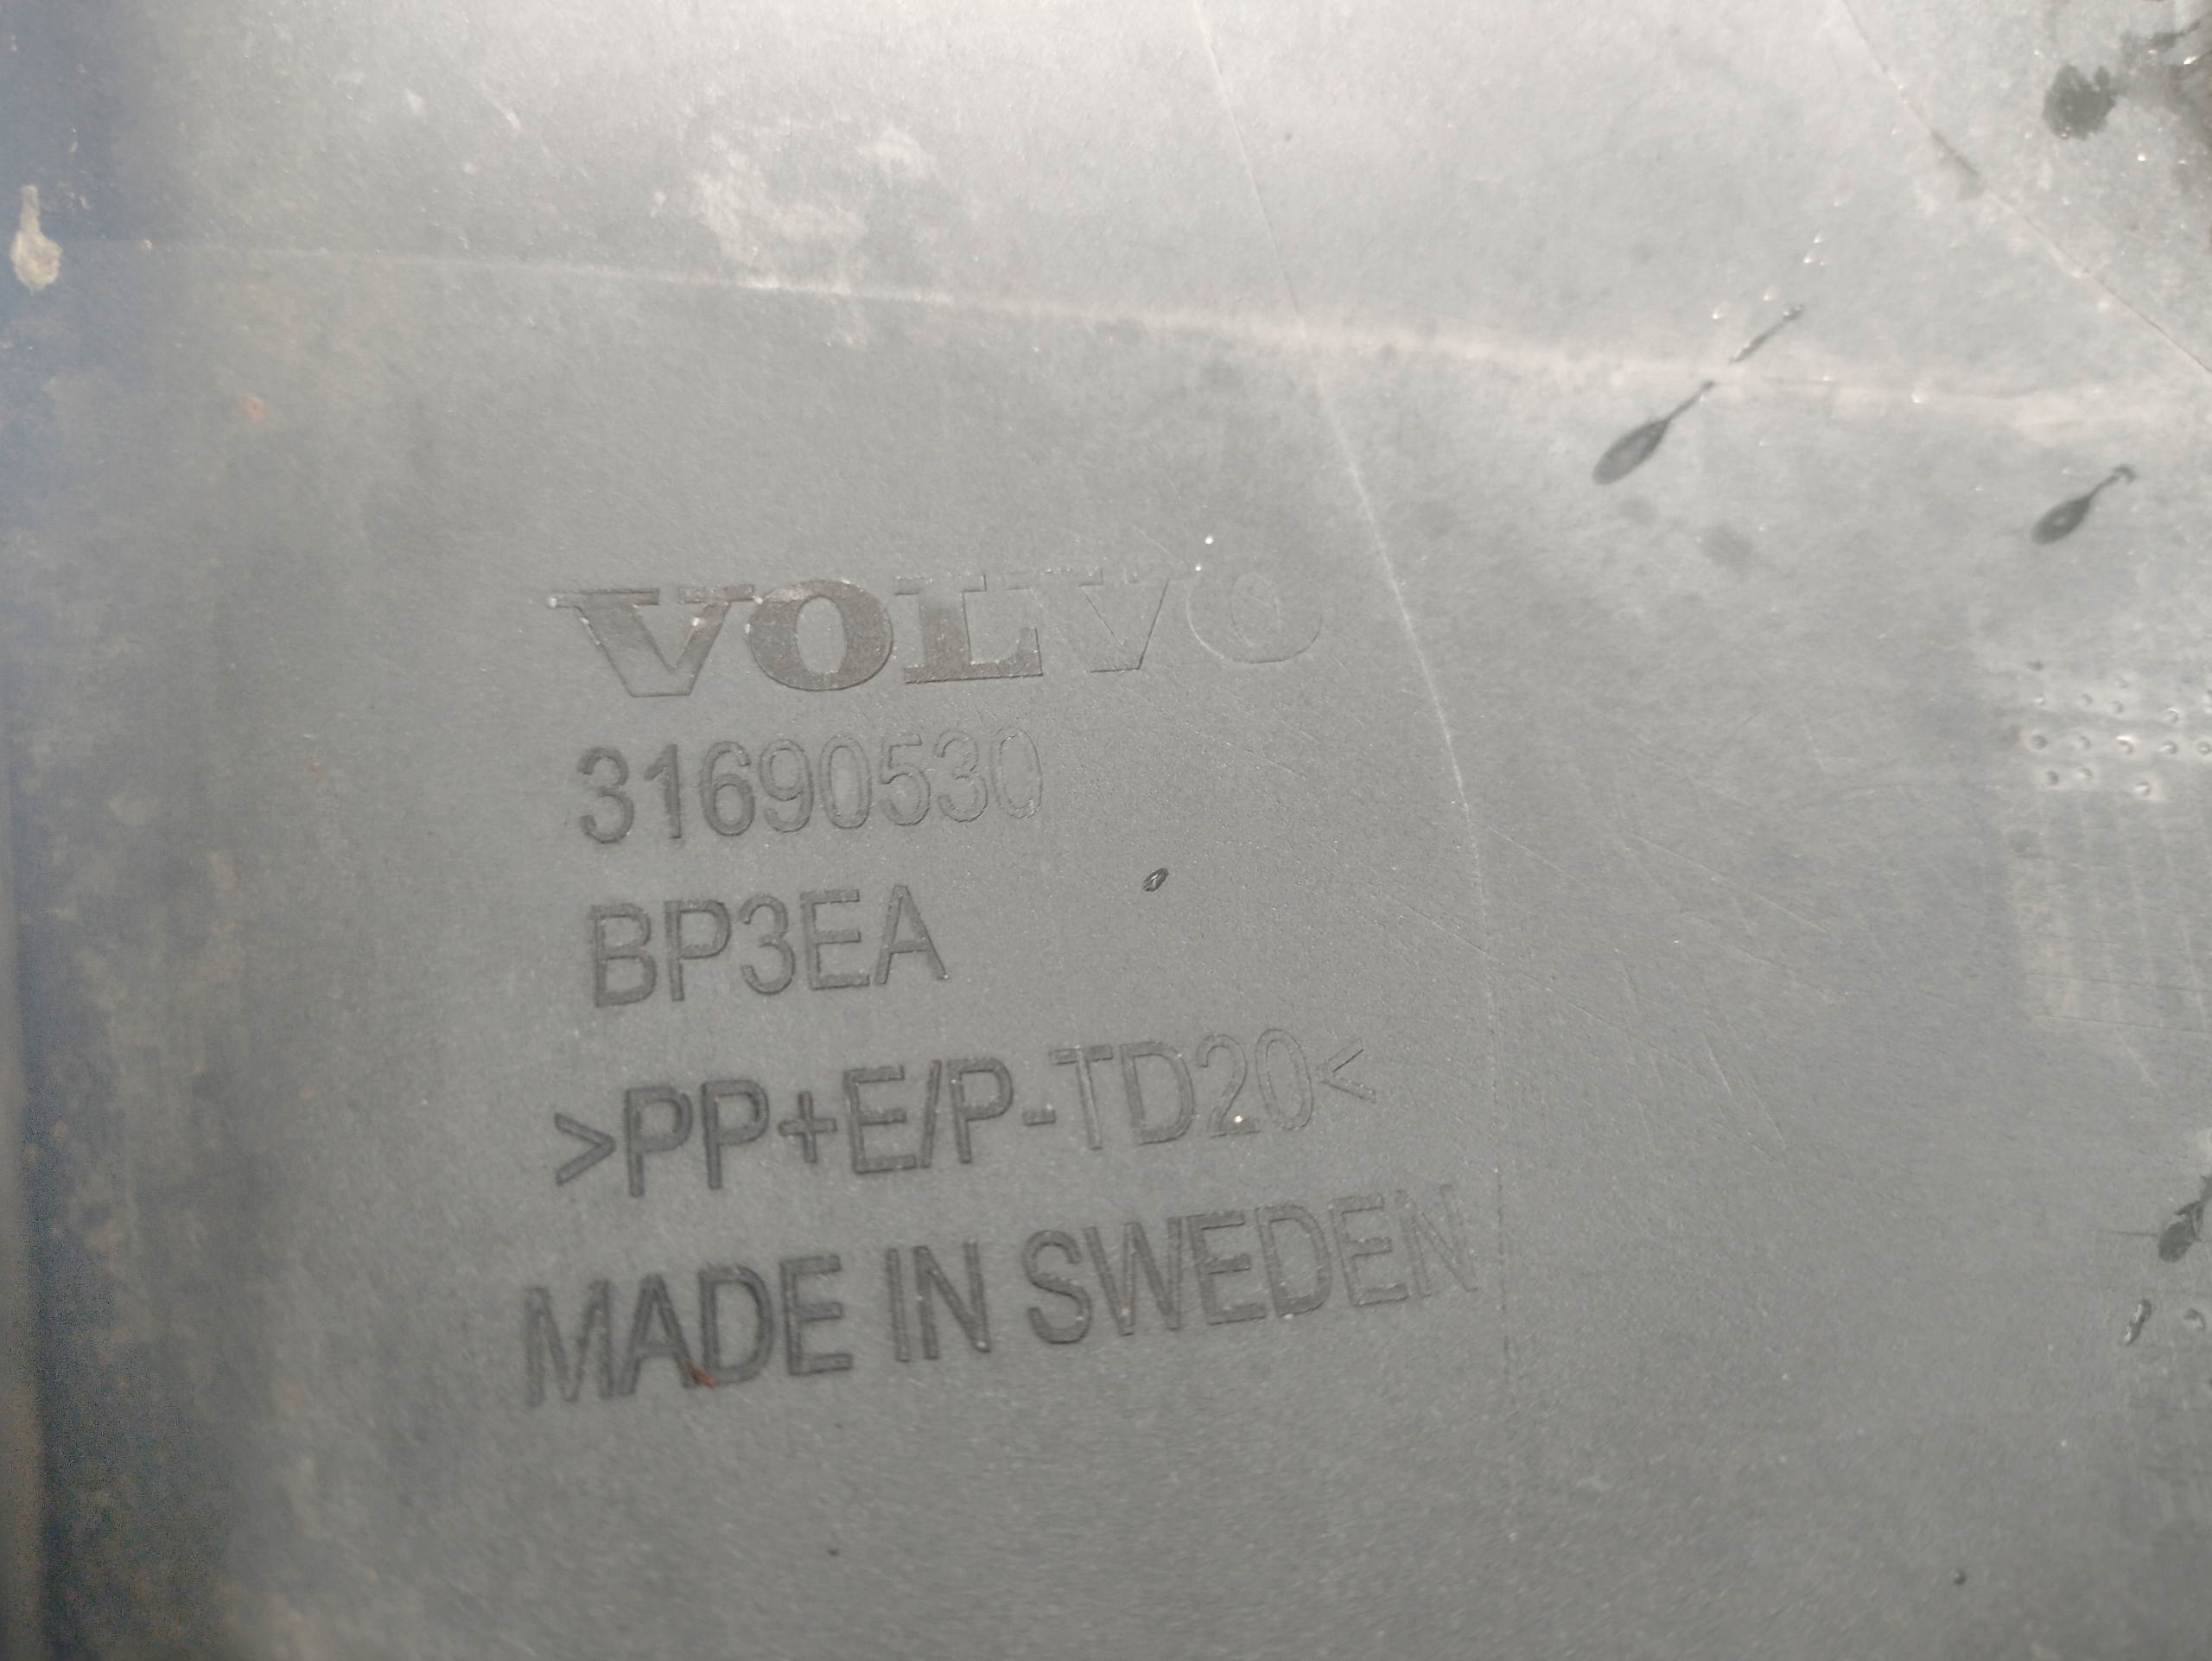 VOLVO
31690530
BP3EA
>PP+E/P-TD20<
MADE IN SWEDEN